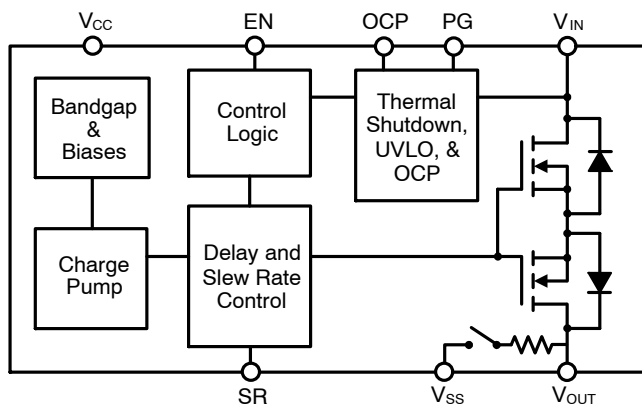 VCC
EN
OCP
PG
VIN
Bandgap
&
Biases
Control
Logic
Thermal
Shutdown,
UVLO, &
OCP
Charge
Pump
Delay and
Slew Rate
Control
SR
VSS
VOUT